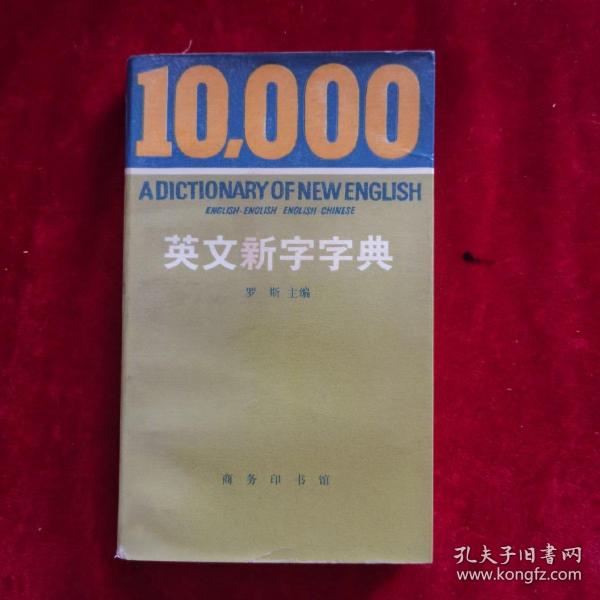 10,000
A DICTIONARY OF NEW ENGLISH
ENGLISH-ENGLISH ENGLISH-CHINESE
英文新字字典
罗斯 主编
商务印书馆
孔夫子旧书网
www.kongfz.com